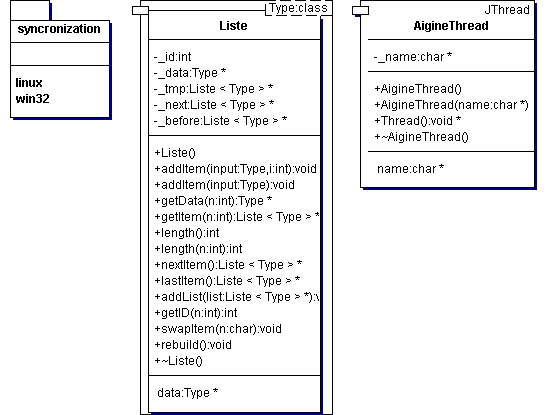 syncronization
linux
win32
Type:class
Liste
-_id:int
-_data:Type *
-_tmp:Liste < Type > *
-_next:Liste < Type > *
-_before:Liste < Type > *
+Liste()
+addItem(input:Type,i:int):void
+addItem(input:Type):void
+getData(n:int):Type *
+getItem(n:int):Liste < Type > *
+length():int
+length(n:int):int
+nextItem():Liste < Type > *
+lastItem():Liste < Type > *
+addList(list:Liste < Type > *):v
+getID(n:int):int
+swapItem(n:char):void
+rebuild():void
+~Liste()
data:Type *
JThread
AigineThread
-_name:char *
+AigineThread()
+AigineThread(name:char *)
+Thread():void *
+~AigineThread()
name:char *